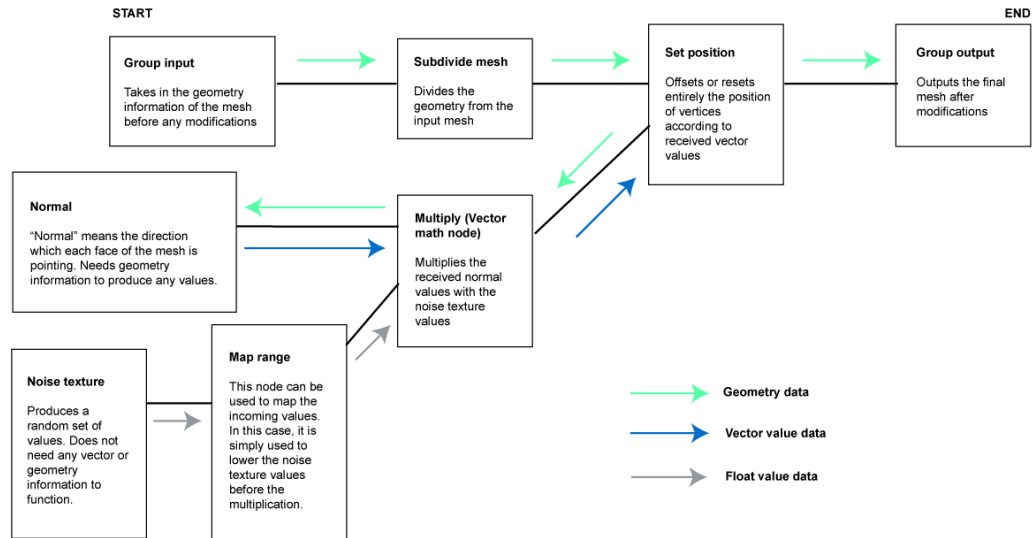 START
END
Group input
Takes in the geometry
information of the mesh
before any modifications
Subdivide mesh
Divides the
geometry from the
input mesh
Set position
Offsets or resets
entirely the position
of vertices
according to
received vector
values
Group output
Outputs the final
mesh after
modifications
Normal
“Normal” means the direction
which each face of the mesh is
pointing. Needs geometry
information to produce any values.
Multiply (Vector
math node)
Multiplies the
received normal
values with the
noise texture
values
Noise texture
Produces a
random set of
values. Does not
need any vector or
geometry
information to
function.
Map range
This node can be
used to map the
incoming values.
In this case, it is
simply used to
lower the noise
texture values
before the
multiplication.
Geometry data
Vector value data
Float value data